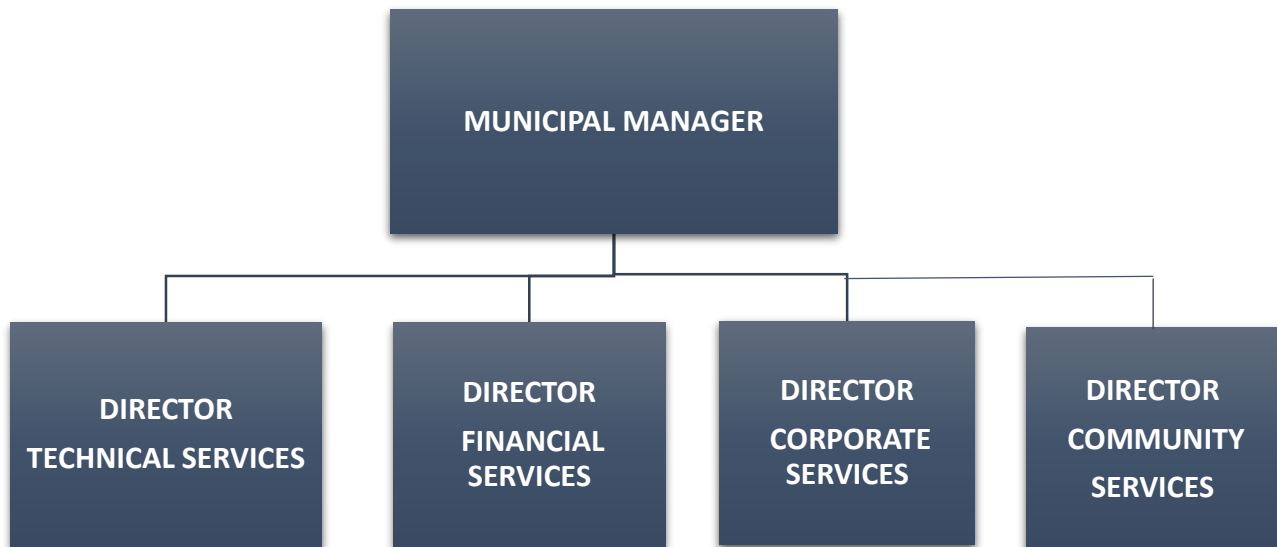 MUNICIPAL MANAGER
DIRECTOR
TECHNICAL SERVICES
DIRECTOR
FINANCIAL
SERVICES
DIRECTOR
CORPORATE
SERVICES
DIRECTOR
COMMUNITY
SERVICES